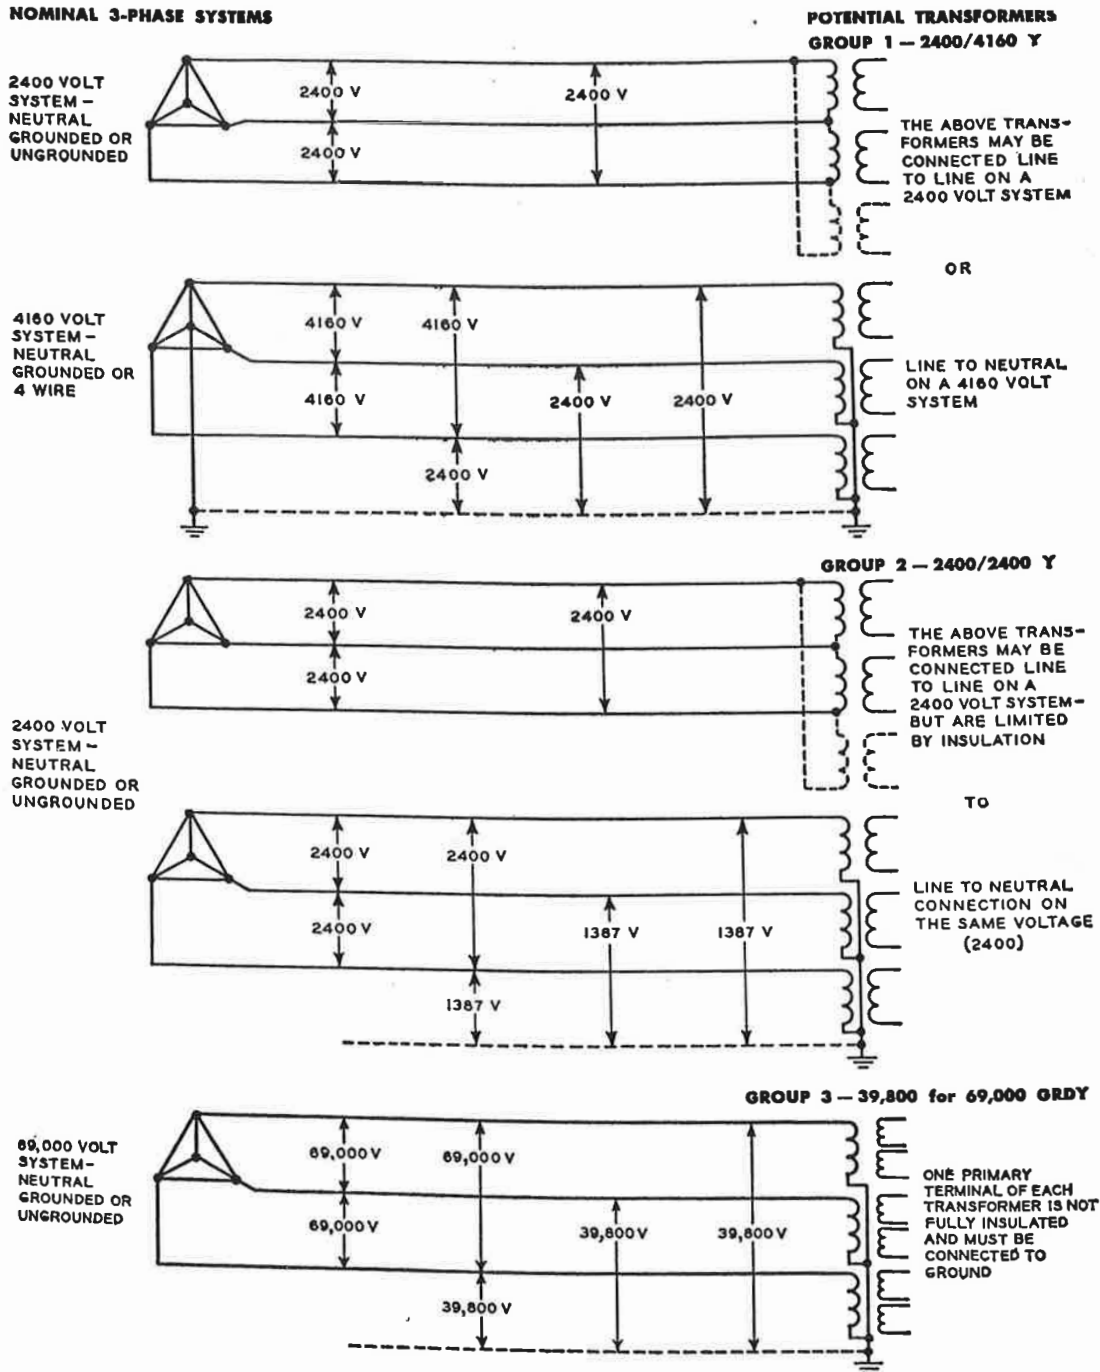 NOMINAL 3-PHASE SYSTEMS
POTENTIAL TRANSFORMERS
GROUP 1 — 2400/4160 Y
2400 VOLT
SYSTEM —
NEUTRAL
GROUNDED OR
UNGROUNDED
2400 V
2400 V
2400 V
THE ABOVE TRANS-
FORMERS MAY BE
CONNECTED LINE
TO LINE ON A
2400 VOLT SYSTEM
OR
4160 VOLT
SYSTEM —
NEUTRAL
GROUNDED OR
4 WIRE
4160 V
4160 V
4160 V
2400 V
2400 V
2400 V
LINE TO NEUTRAL
ON A 4160 VOLT
SYSTEM
GROUP 2 — 2400/2400 Y
2400 V
2400 V
2400 V
THE ABOVE TRANS-
FORMERS MAY BE
CONNECTED LINE
TO LINE ON A
2400 VOLT SYSTEM-
BUT ARE LIMITED
BY INSULATION
2400 VOLT
SYSTEM —
NEUTRAL
GROUNDED OR
UNGROUNDED
TO
2400 V
2400 V
2400 V
1387 V
1387 V
1387 V
LINE TO NEUTRAL
CONNECTION ON
THE SAME VOLTAGE
(2400)
GROUP 3 — 39,800 for 69,000 GRDY
69,000 VOLT
SYSTEM-
NEUTRAL
GROUNDED OR
UNGROUNDED
69,000 V
69,000 V
69,000 V
39,800 V
39,800 V
39,800 V
ONE PRIMARY
TERMINAL OF EACH
TRANSFORMER IS NOT
FULLY INSULATED
AND MUST BE
CONNECTED TO
GROUND